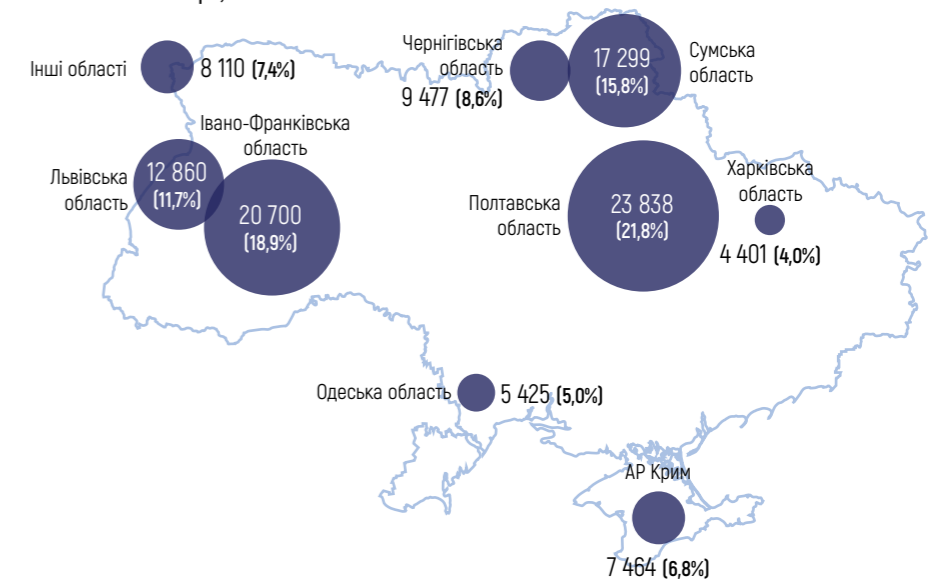 Інші області
8 110 (7,4%)
Чернігівська
область
9 477 (8,6%)
17 299
(15,8%)
Сумська
область
Івано-Франківська
область
Львівська
область
12 860
(11,7%)
20 700
(18,9%)
Полтавська
область
23 838
(21,8%)
Харківська
область
4 401 (4,0%)
Одеська область
5 425 (5,0%)
АР Крим
7 464 (6,8%)